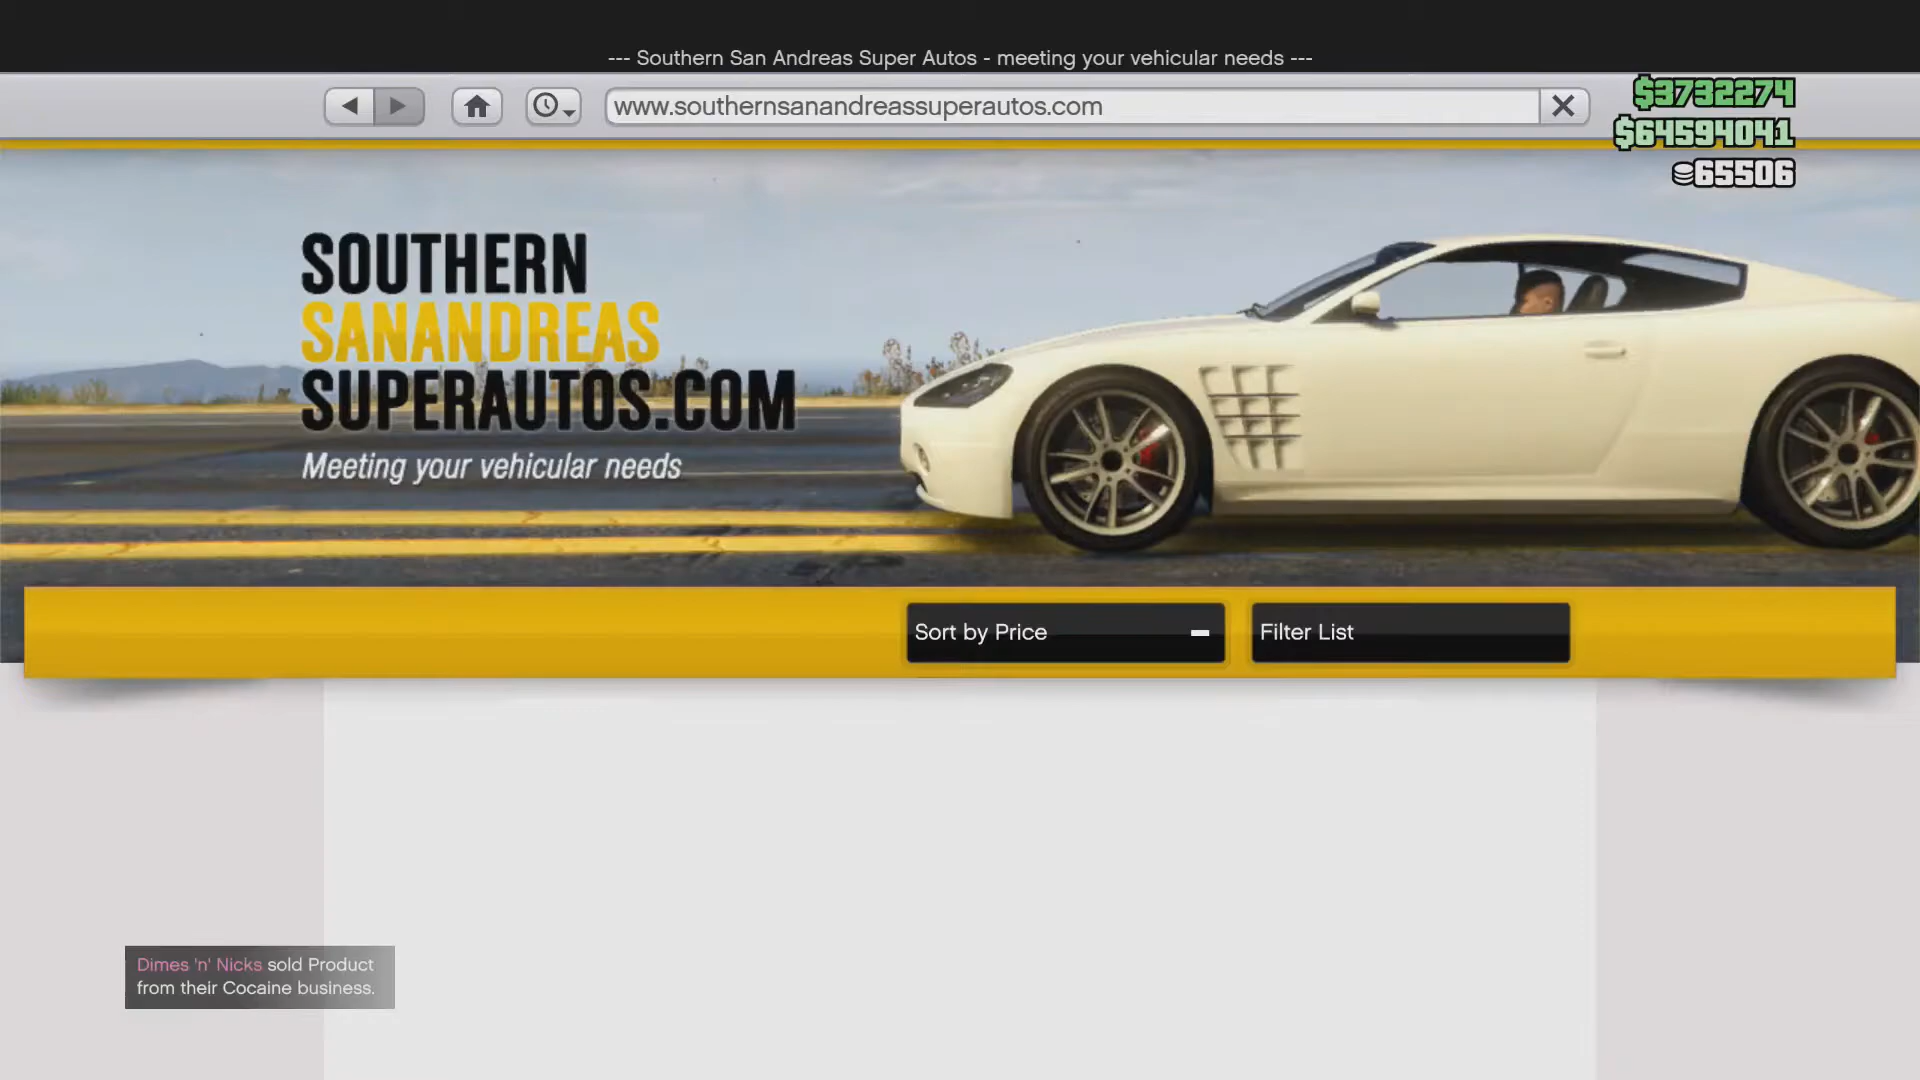 --- Southern San Andreas Super Autos - meeting your vehicular needs ---
www.southernsanandreassuperautos.com
$3732274
$64594041
65506
SOUTHERN
SANANDREAS
SUPERAUTOS.COM
Meeting your vehicular needs
Sort by Price
Filter List
Dimes 'n' Nicks sold Product
from their Cocaine business.